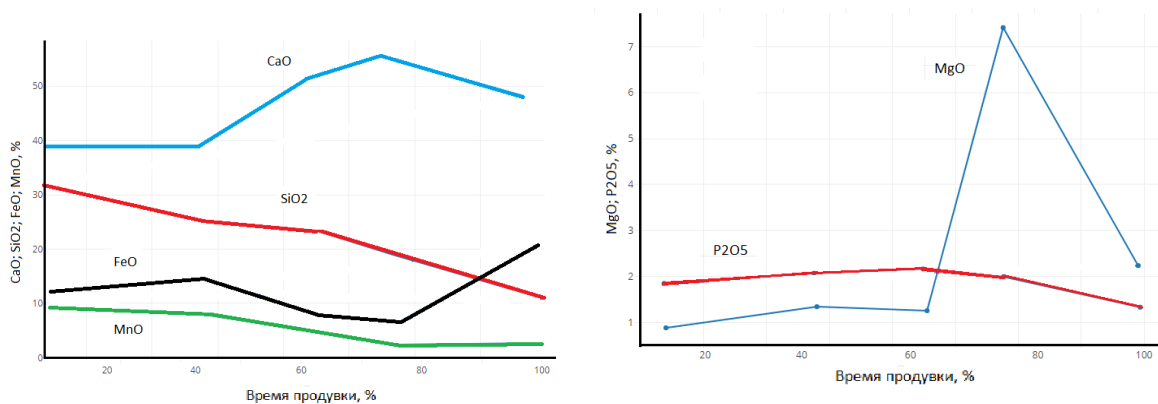 CaO; SiO2; FeO; MnO, %
50
40
30
20
10
0
CaO
SiO2
FeO
MnO
20
40
60
80
100
Время продувки, %
MgO; P2O5, %
7
6
5
4
3
2
1
MgO
P2O5
20
40
60
80
100
Время продувки, %